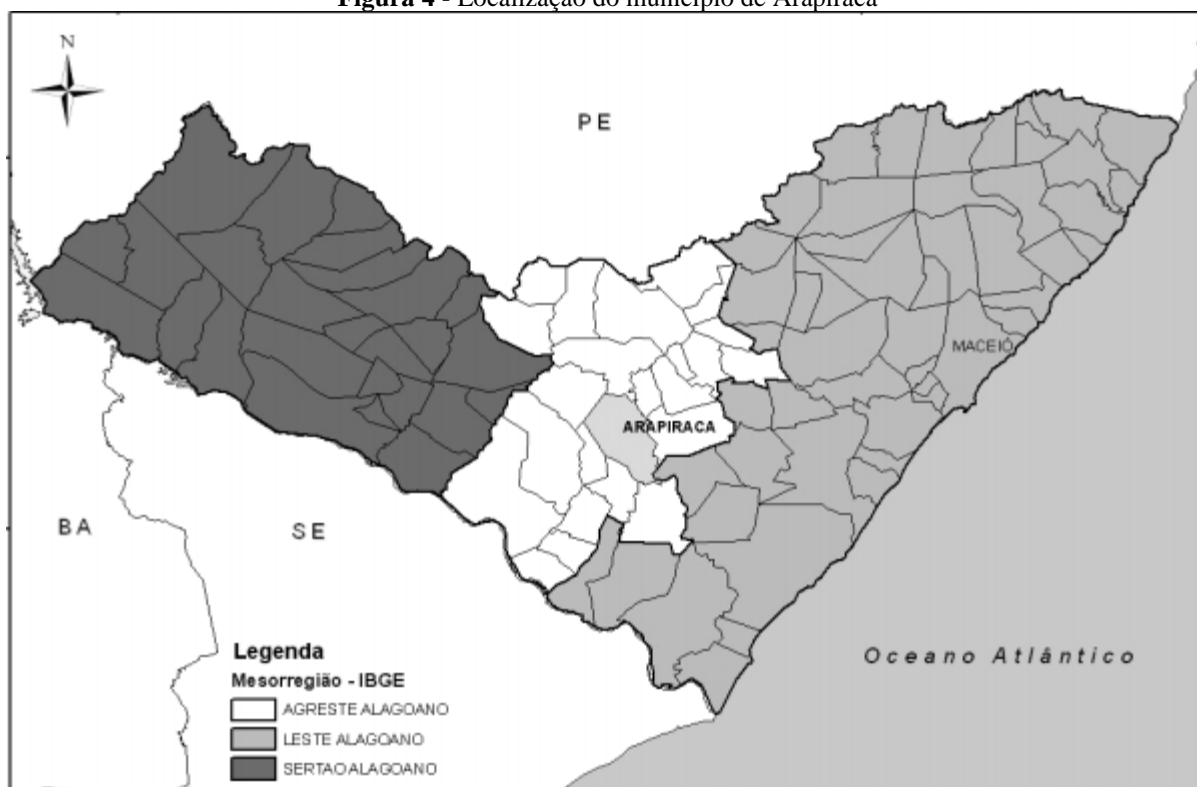 Figura 4 - Localização do município de Arapiraca
N
PE
MACEIÓ
ARAPIRACA
BA
SE
Oceano Atlântico
Legenda
Mesorregião - IBGE
AGRESTE ALAGOANO
LESTE ALAGOANO
SERTAO ALAGOANO